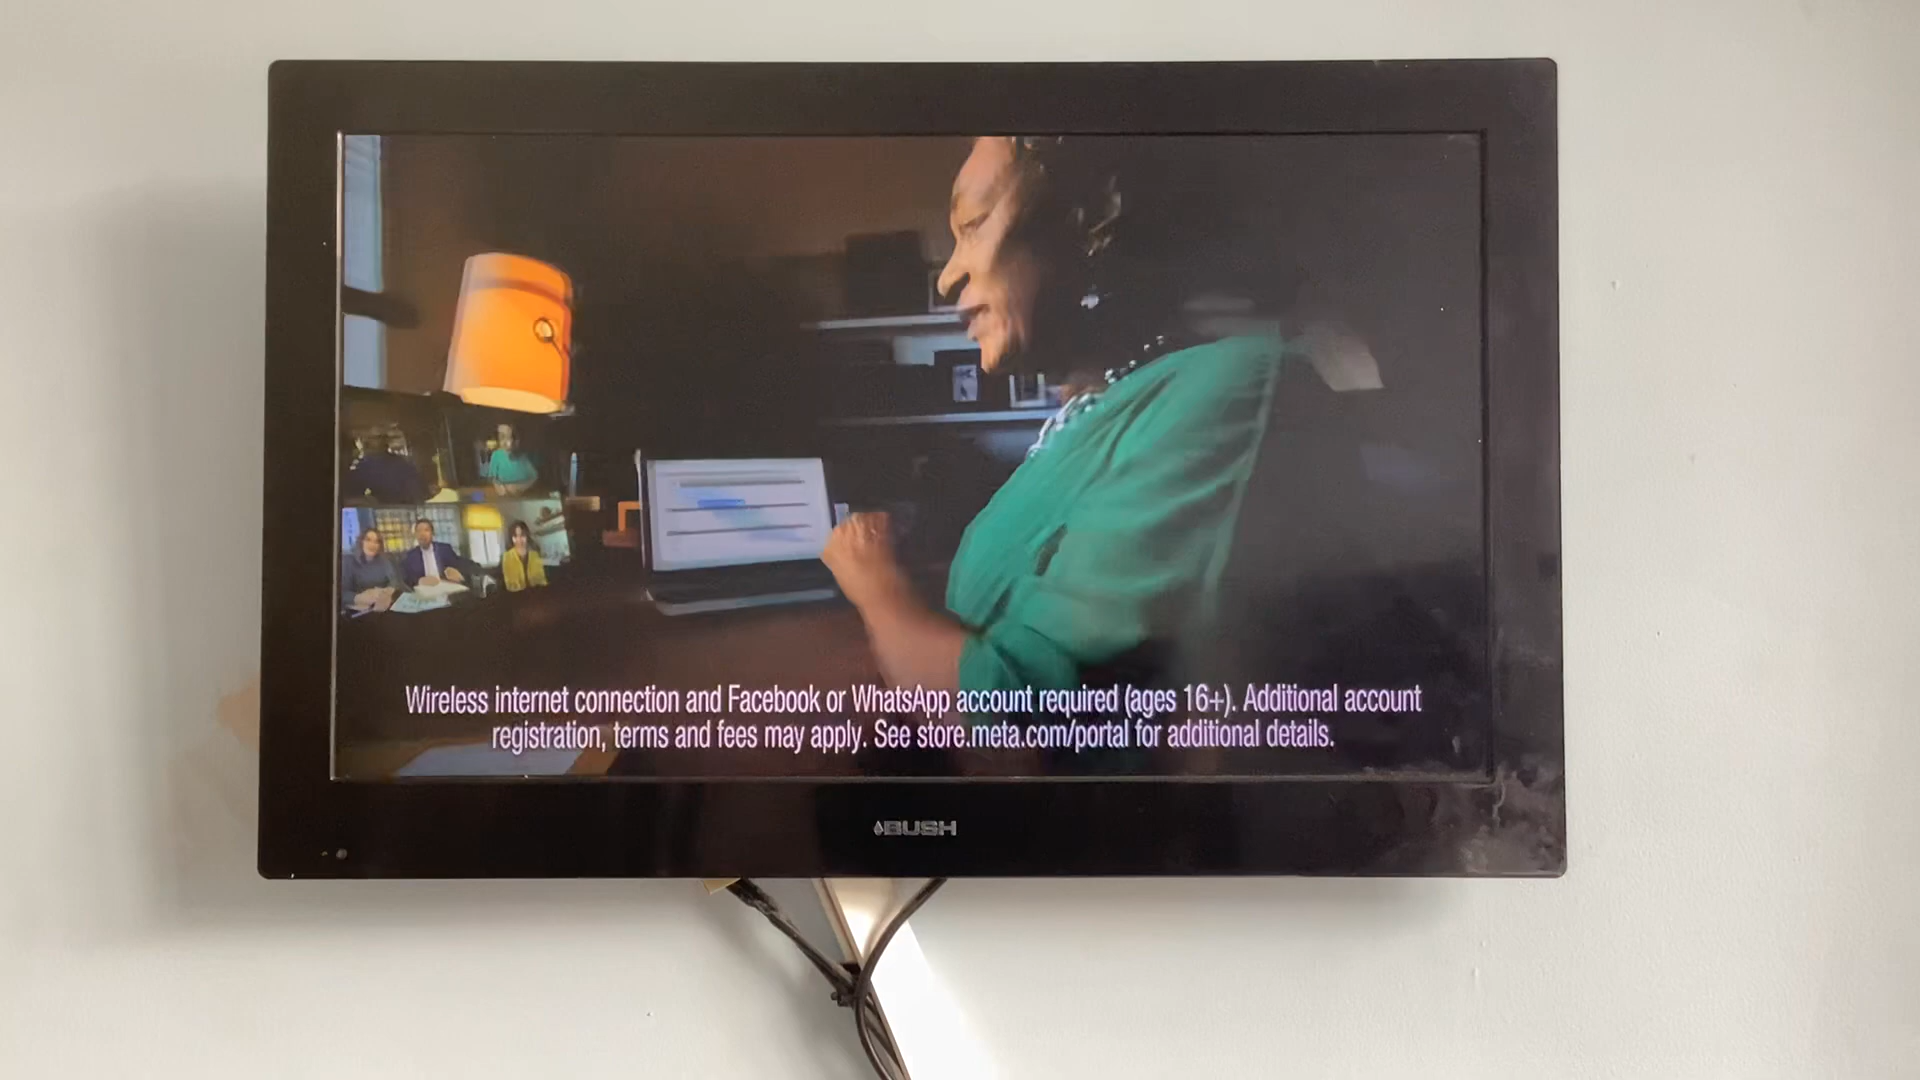 Wireless internet connection and Facebook or WhatsApp account required (ages 16+). Additional account
registration, terms and fees may apply. See store.meta.com/portal for additional details.
BUSH